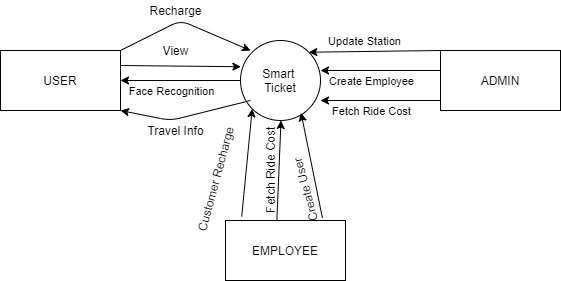 Recharge
View
Face Recognition
Travel Info
USER
Smart
Ticket
Update Station
Create Employee
Fetch Ride Cost
ADMIN
Customer Recharge
Fetch Ride Cost
Create User
EMPLOYEE